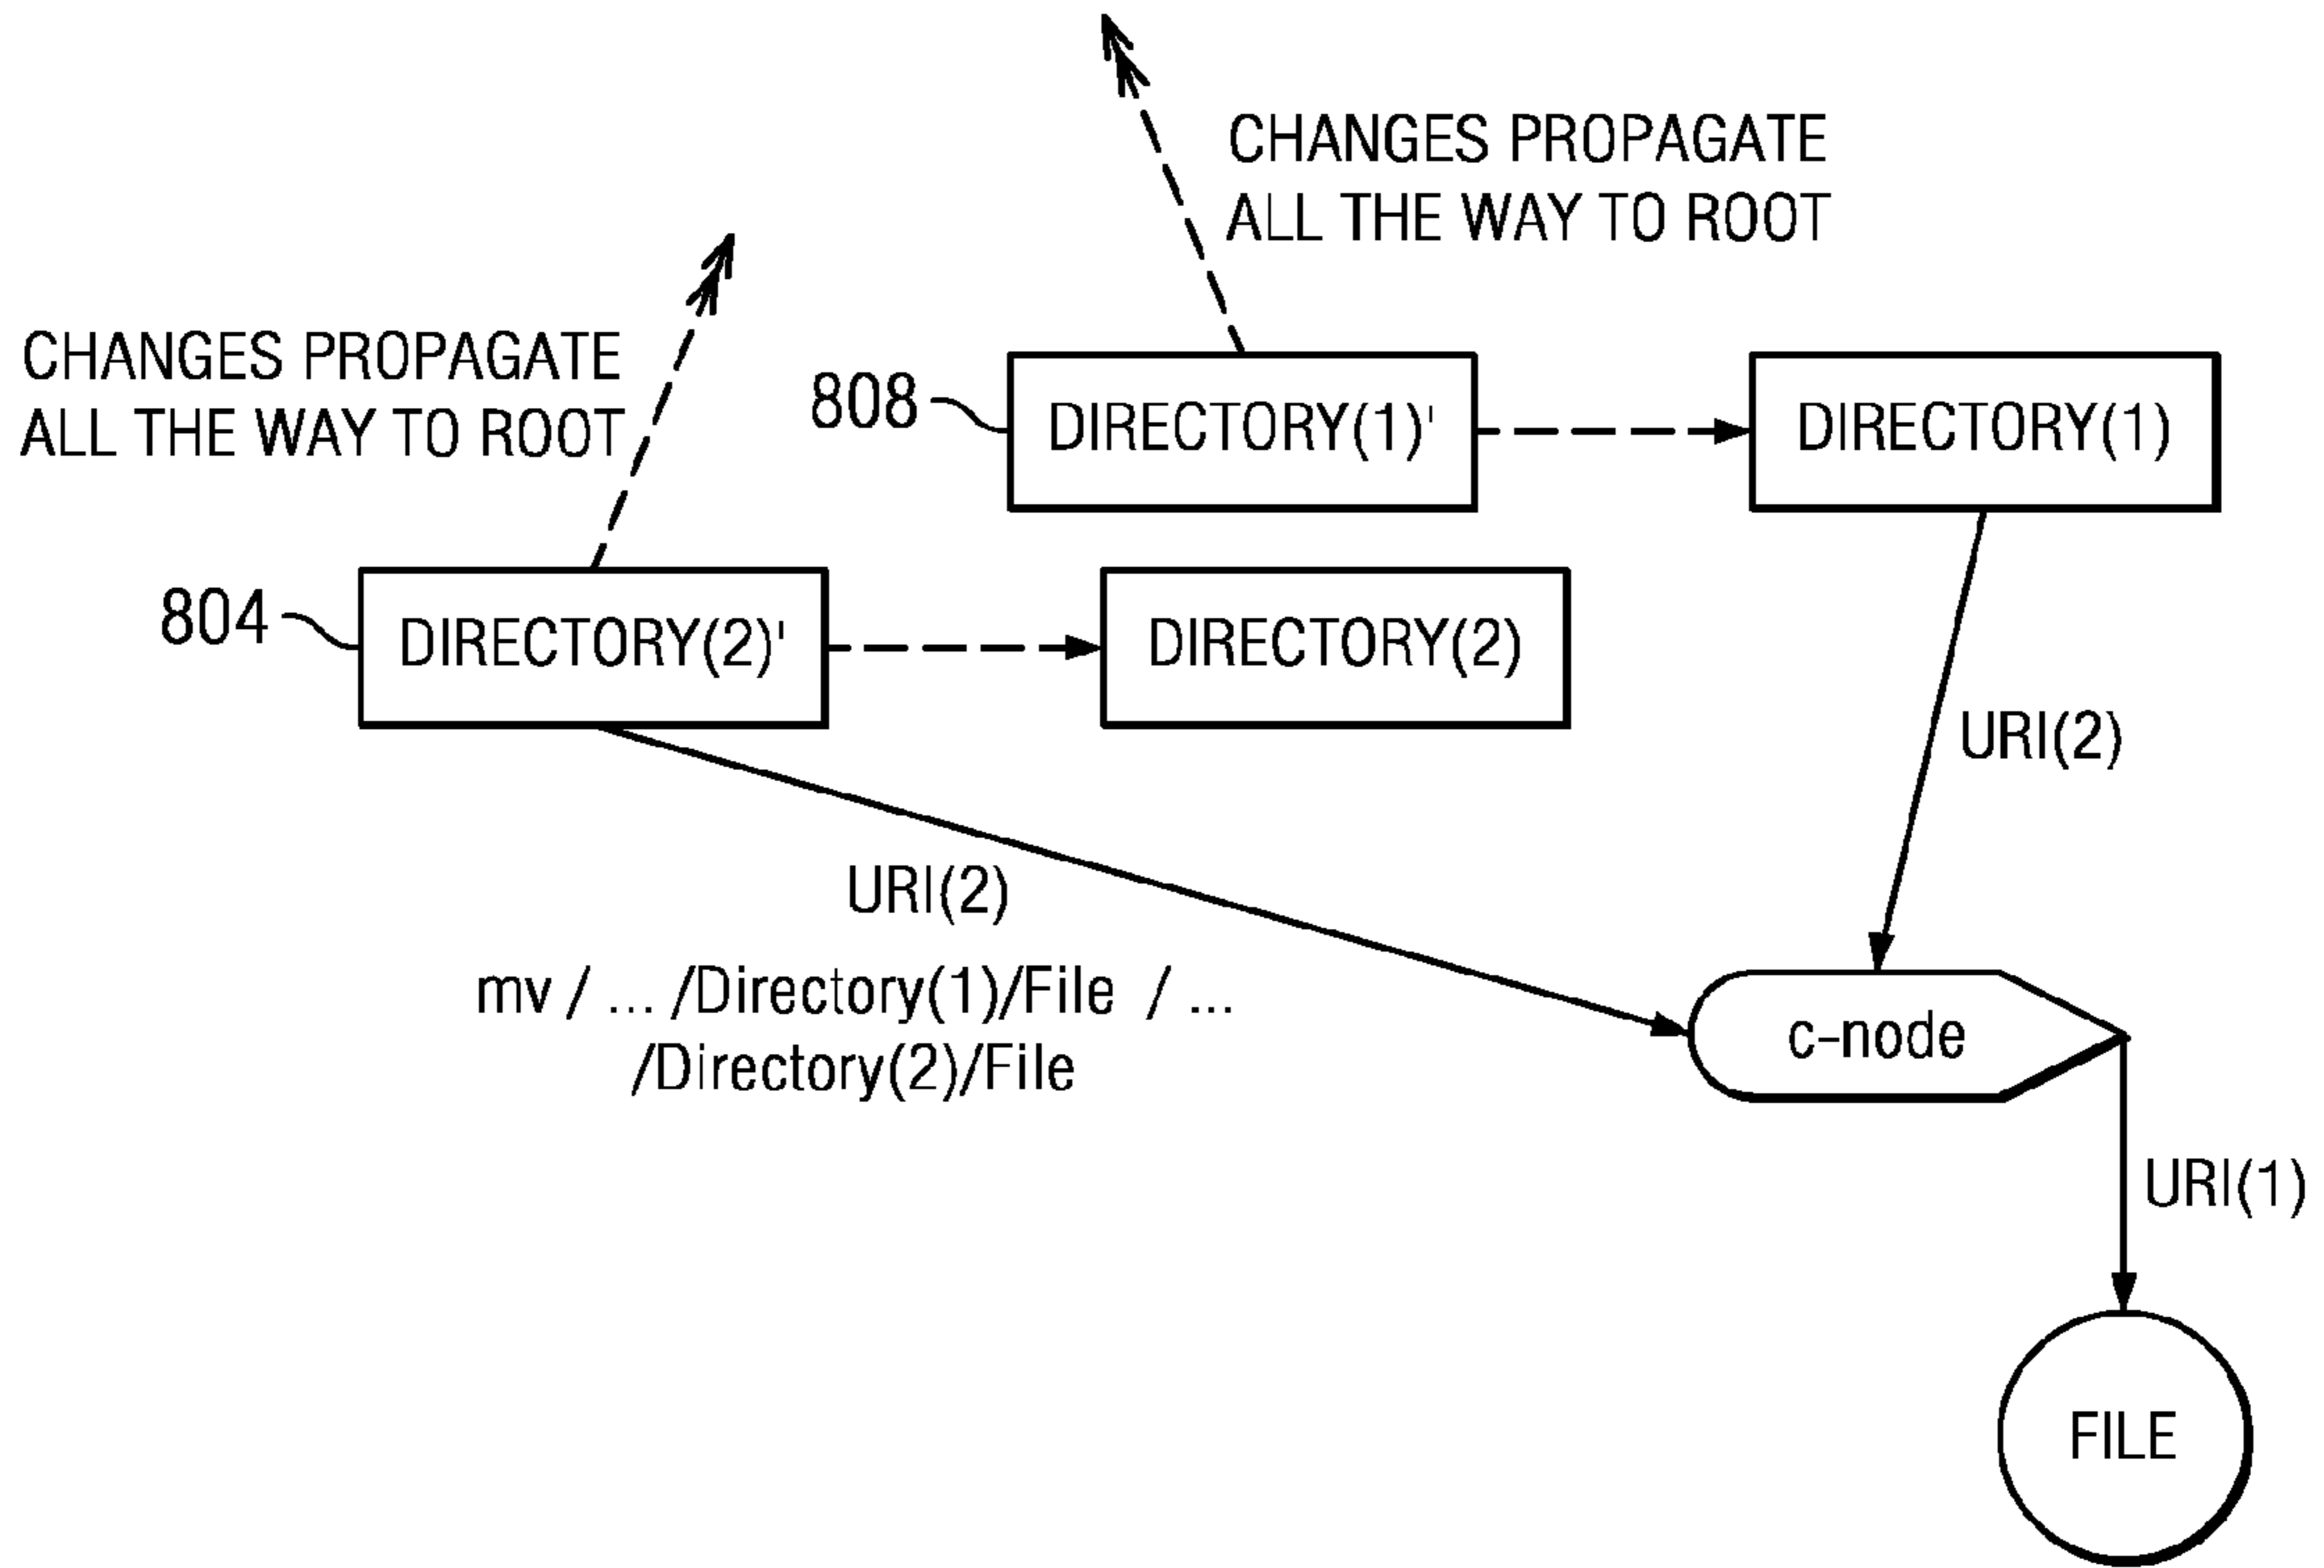 CHANGES PROPAGATE
ALL THE WAY TO ROOT
CHANGES PROPAGATE
ALL THE WAY TO ROOT
808
DIRECTORY(1)'
DIRECTORY(1)
804
DIRECTORY(2)'
DIRECTORY(2)
URI(2)
URI(2)
mv / ... /Directory(1)/File / ...
/Directory(2)/File
c-node
URI(1)
FILE